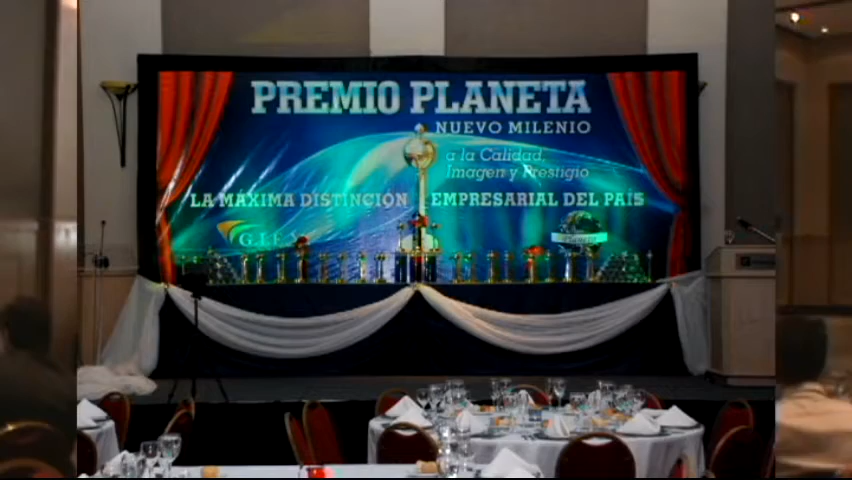 PREMIO PLANETA
NUEVO MILENIO
a la Calidad,
Imagen y Prestigio
LA MÁXIMA DISTINCIÓN EMPRESARIAL DEL PAÍS
G.I.E.